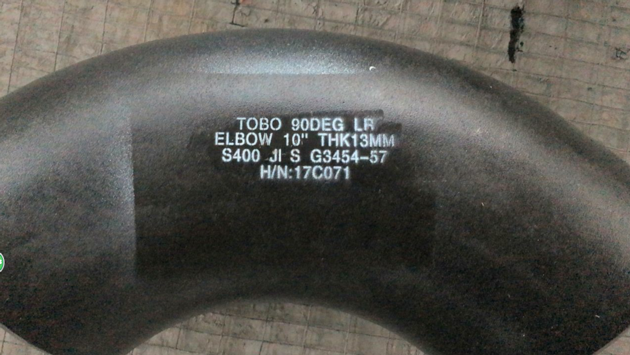 TOBO 90DEG LR
ELBOW 10" THK13MM
S400 JI S G3454-57
H/N:17C071